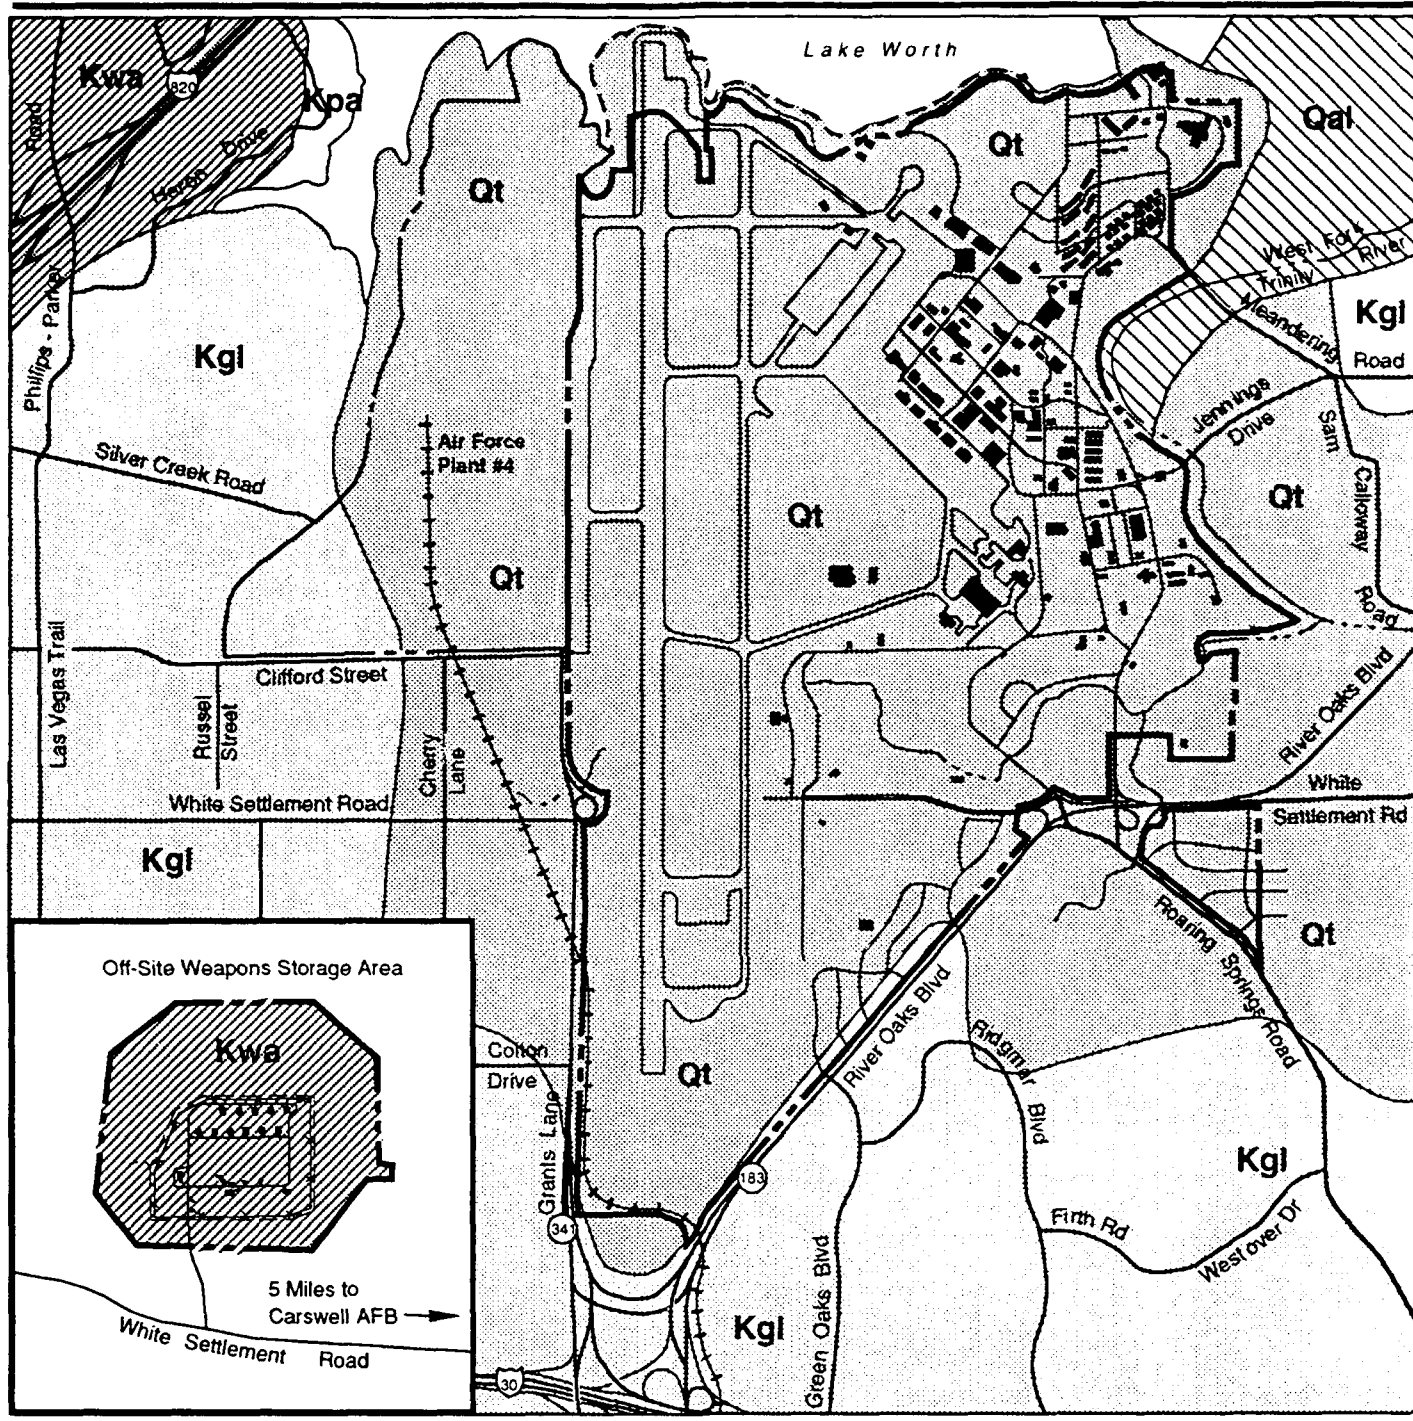 Lake Worth
Kwa
820
Kpa
Road
Drive
Qt
Qt
Qal
West Fork
Trinity River
Meandering
Road
Kgl
Kgl
Phillips - Parker
Jennings
Drive
Sam
Calloway
Road
Air Force
Plant #4
Silver Creek Road
Qt
Qt
Qt
Las Vegas Trail
Clifford Street
Russel
Street
Cherry
Lane
River Oaks Blvd
White Settlement Road
White
Settlement Rd
Kgl
Roaring Springs Road
Qt
Off-Site Weapons Storage Area
Kwa
5 Miles to
Carswell AFB
White Settlement Road
River Oaks Blvd
Ridgmar Blvd
Colton
Drive
Qt
Grants Lane
183
341
Kgl
Firth Rd
Westover Dr
Green Oaks Blvd
Kgl
30